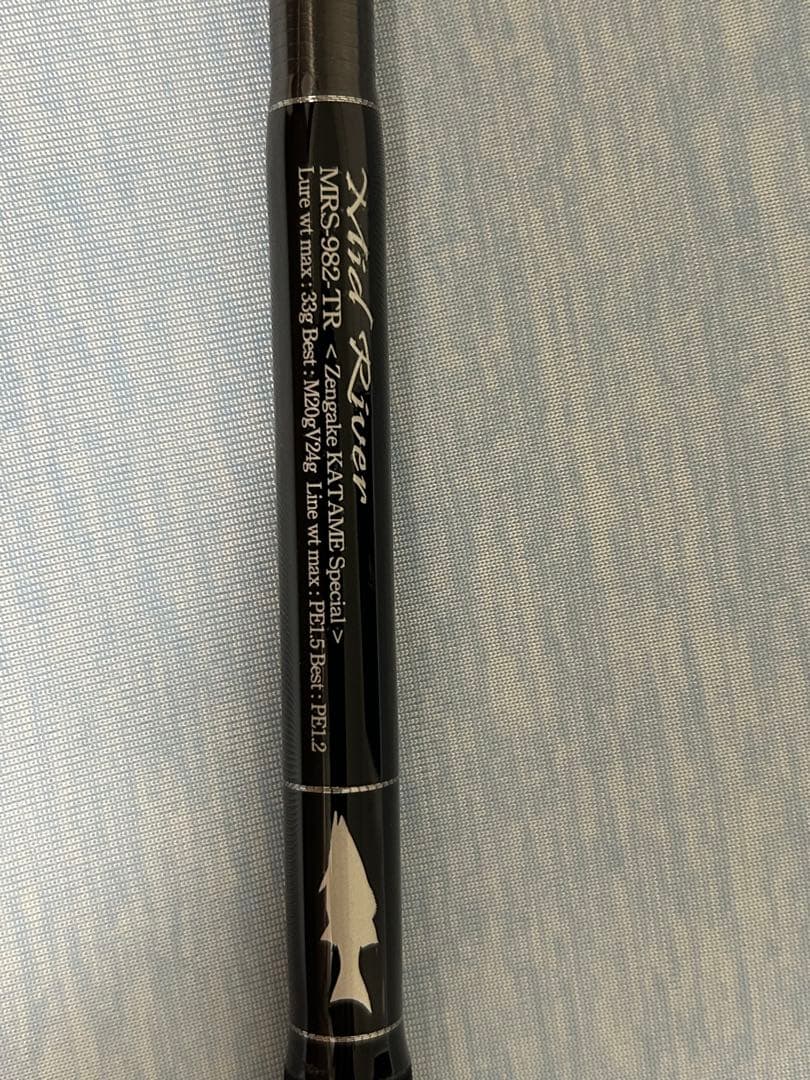 Mid River
MRS-982-TR < Zengake KATAME Special >
Lure wt max : 33g Best : M20gV24g Line wt max : PE1.5 Best : PE1.2